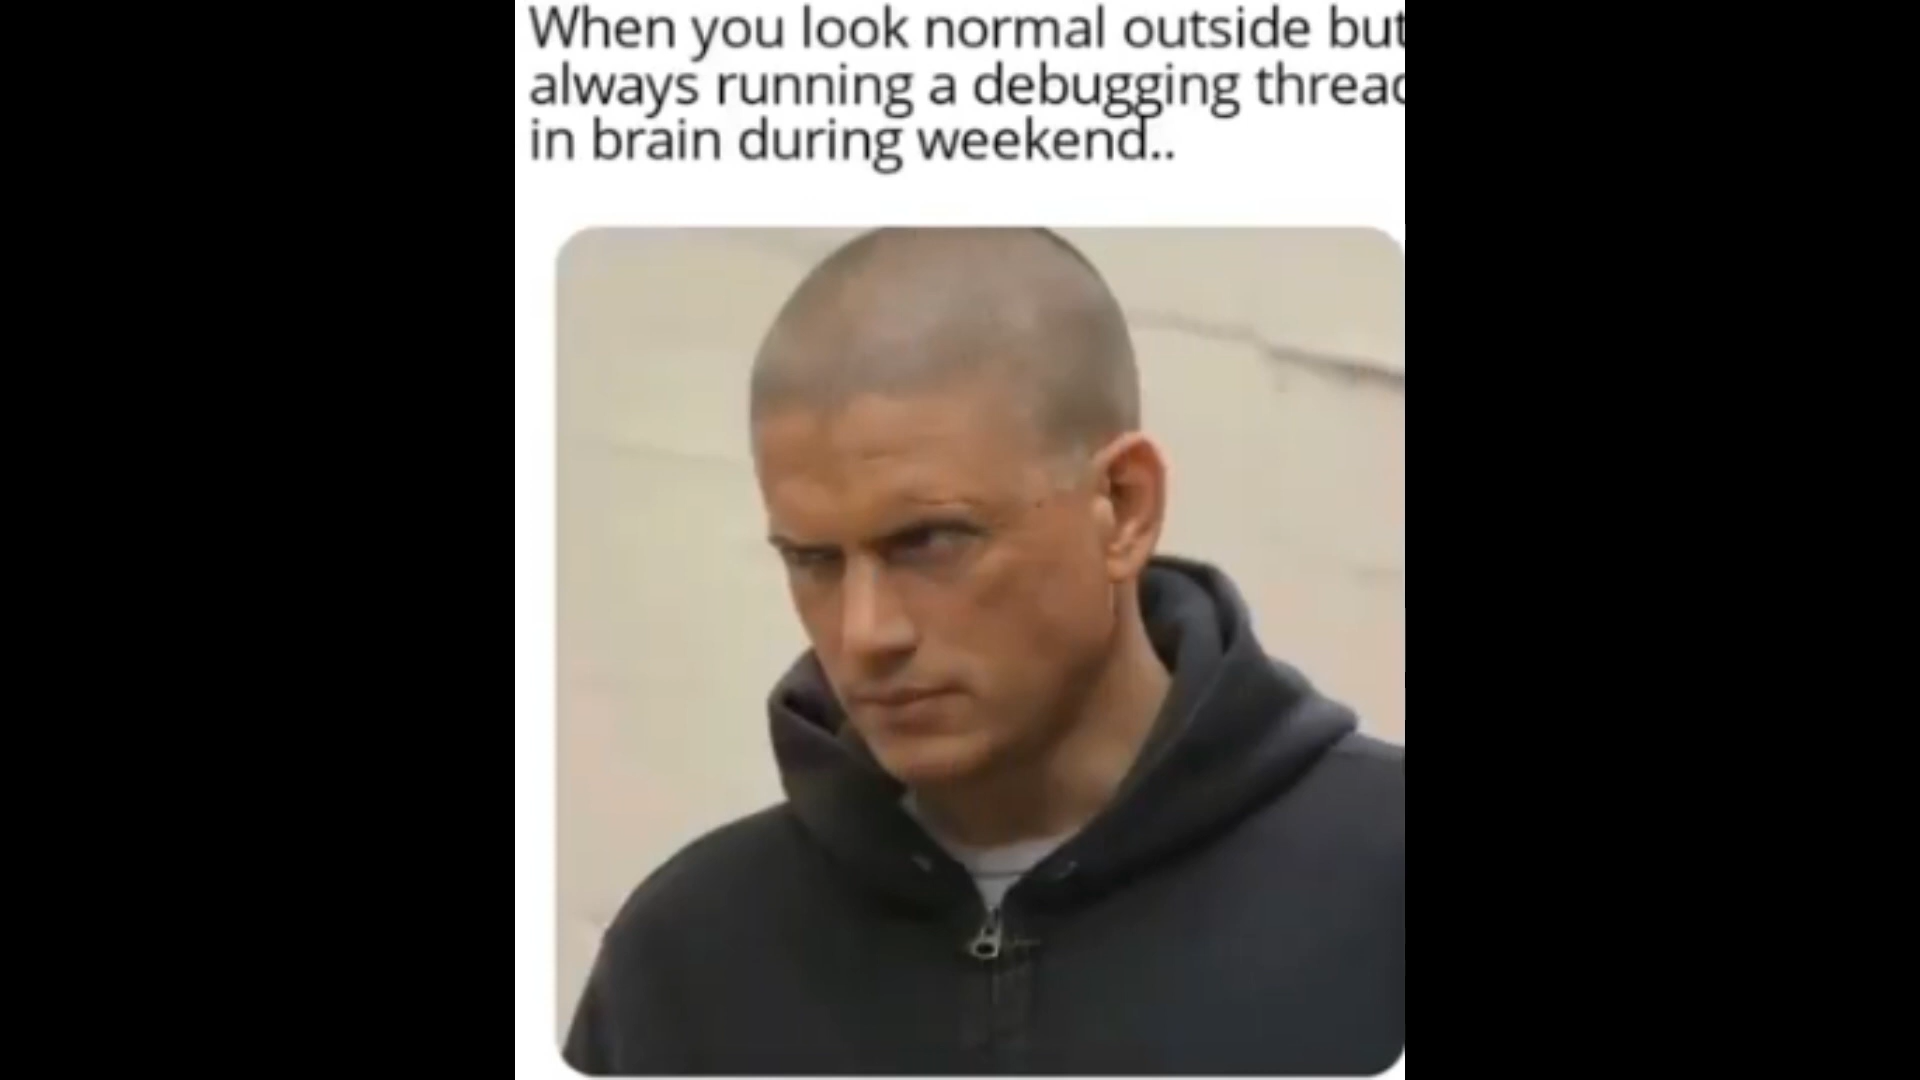 When you look normal outside but
always running a debugging thread
in brain during weekend..